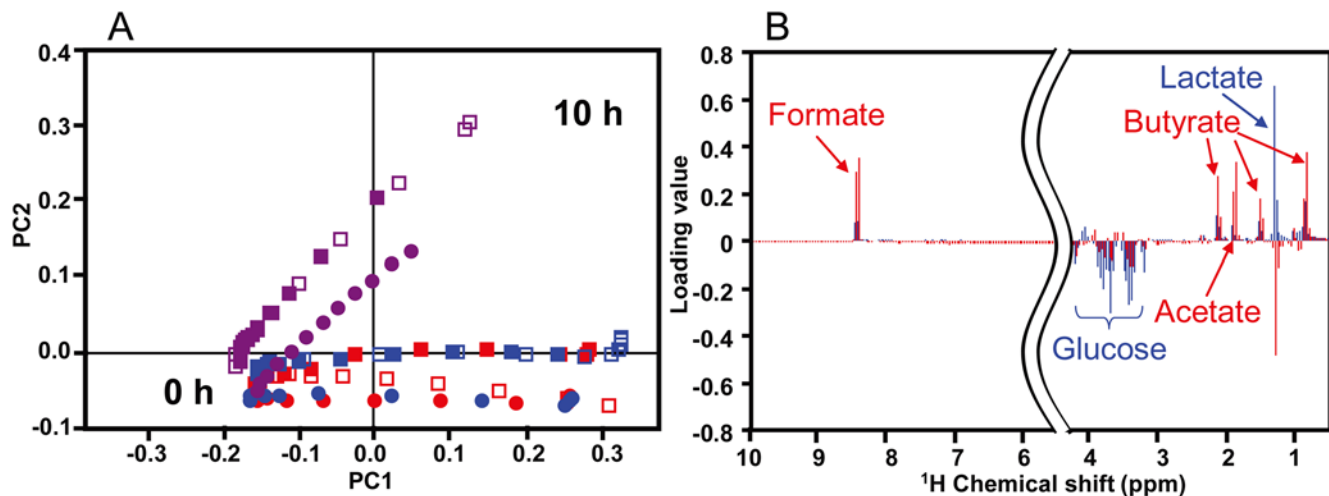 A
0.4
0.3
0.2
0.1
0.0
-0.1
PC2
10 h
0 h
-0.3
-0.2
-0.1
0.0
0.1
0.2
0.3
PC1
B
0.8
0.6
0.4
0.2
0
-0.2
-0.4
-0.6
-0.8
Loading value
Lactate
Formate
Butyrate
Acetate
Glucose
10 9 8 7 6 4 3 2 1
¹H Chemical shift (ppm)